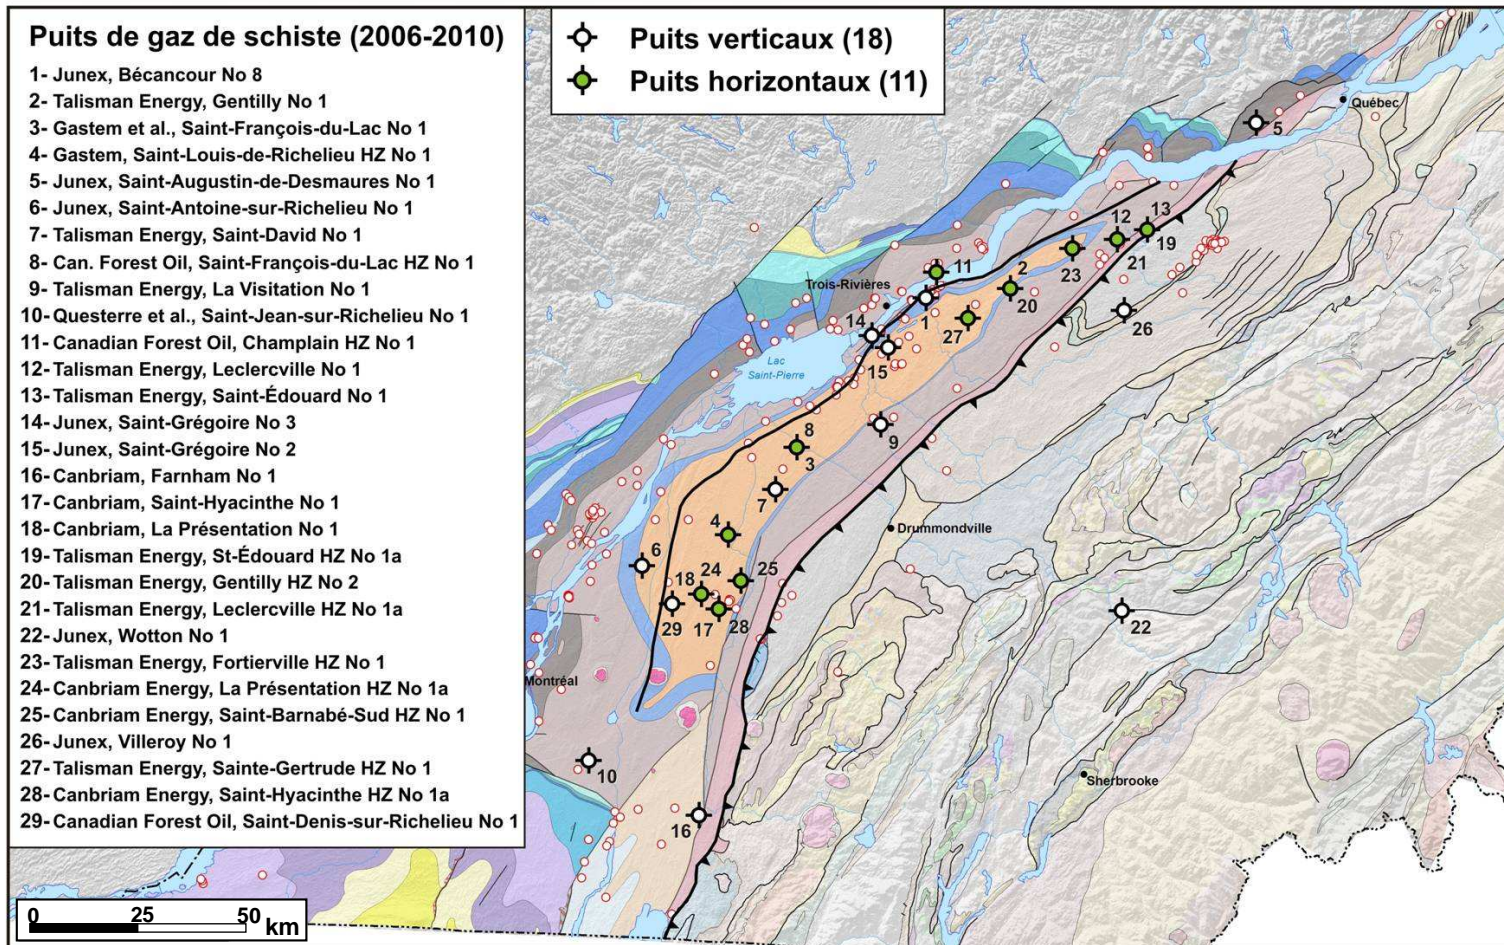 Puits de gaz de schiste (2006-2010)
1- Junex, Bécancour No 8
2- Talisman Energy, Gentilly No 1
3- Gastem et al., Saint-François-du-Lac No 1
4- Gastem, Saint-Louis-de-Richelieu HZ No 1
5- Junex, Saint-Augustin-de-Desmaures No 1
6- Junex, Saint-Antoine-sur-Richelieu No 1
7- Talisman Energy, Saint-David No 1
8- Can. Forest Oil, Saint-François-du-Lac HZ No 1
9- Talisman Energy, La Visitation No 1
10- Questerre et al., Saint-Jean-sur-Richelieu No 1
11- Canadian Forest Oil, Champlain HZ No 1
12- Talisman Energy, Leclercville No 1
13- Talisman Energy, Saint-Édouard No 1
14- Junex, Saint-Grégoire No 3
15- Junex, Saint-Grégoire No 2
16- Canbriam, Farnham No 1
17- Canbriam, Saint-Hyacinthe No 1
18- Canbriam, La Présentation No 1
19- Talisman Energy, St-Édouard HZ No 1a
20- Talisman Energy, Gentilly HZ No 2
21- Talisman Energy, Leclercville HZ No 1a
22- Junex, Wotton No 1
23- Talisman Energy, Fortierville HZ No 1
24- Canbriam Energy, La Présentation HZ No 1a
25- Canbriam Energy, Saint-Barnabé-Sud HZ No 1
26- Junex, Villeroy No 1
27- Talisman Energy, Sainte-Gertrude HZ No 1
28- Canbriam Energy, Saint-Hyacinthe HZ No 1a
29- Canadian Forest Oil, Saint-Denis-sur-Richelieu No 1
Puits verticaux (18)
Puits horizontaux (11)
Québec
5
13
12
19
21
23
2
20
11
Trois-Rivières
1
27
26
14
15
Lac
Saint-Pierre
9
8
3
7
Drummondville
4
6
18
24
25
29
17
28
22
Montréal
10
Sherbrooke
16
0 25 50 km